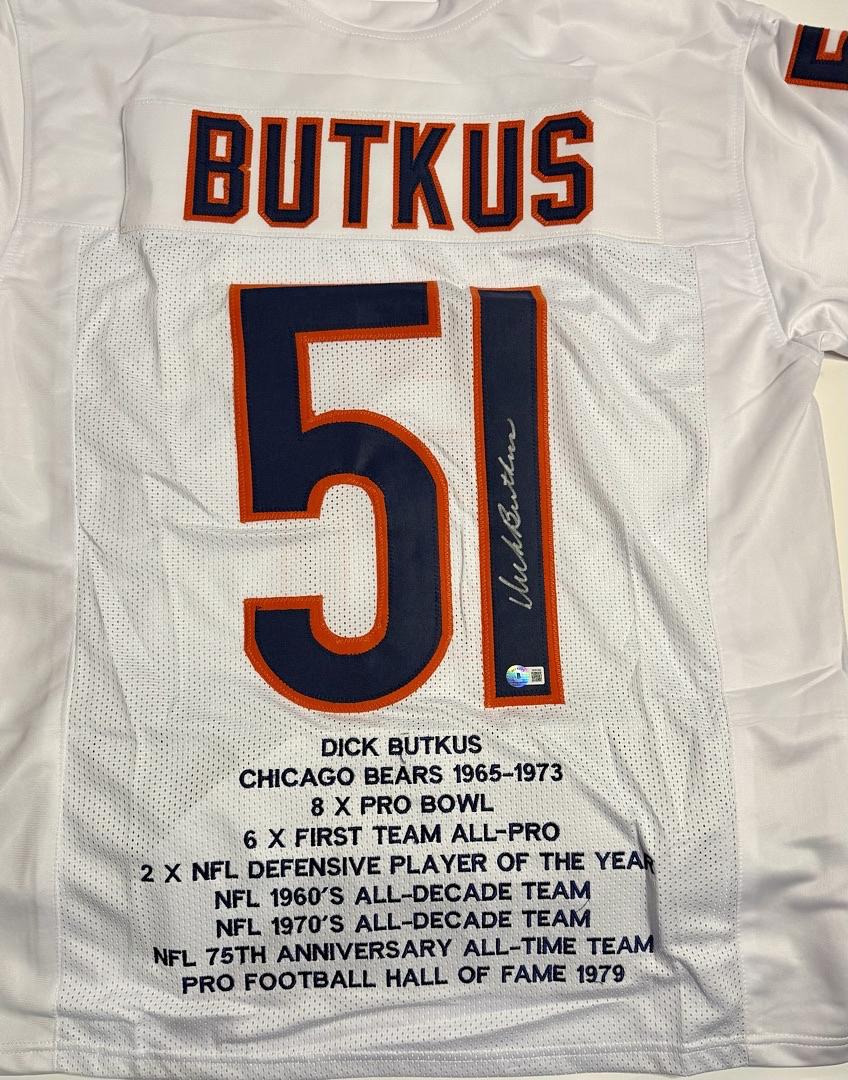 BUTKUS
51
Dick Butkus
DICK BUTKUS
CHICAGO BEARS 1965-1973
8 X PRO BOWL
6 X FIRST TEAM ALL-PRO
2 X NFL DEFENSIVE PLAYER OF THE YEAR
NFL 1960'S ALL-DECADE TEAM
NFL 1970'S ALL-DECADE TEAM
NFL 75TH ANNIVERSARY ALL-TIME TEAM
PRO FOOTBALL HALL OF FAME 1979